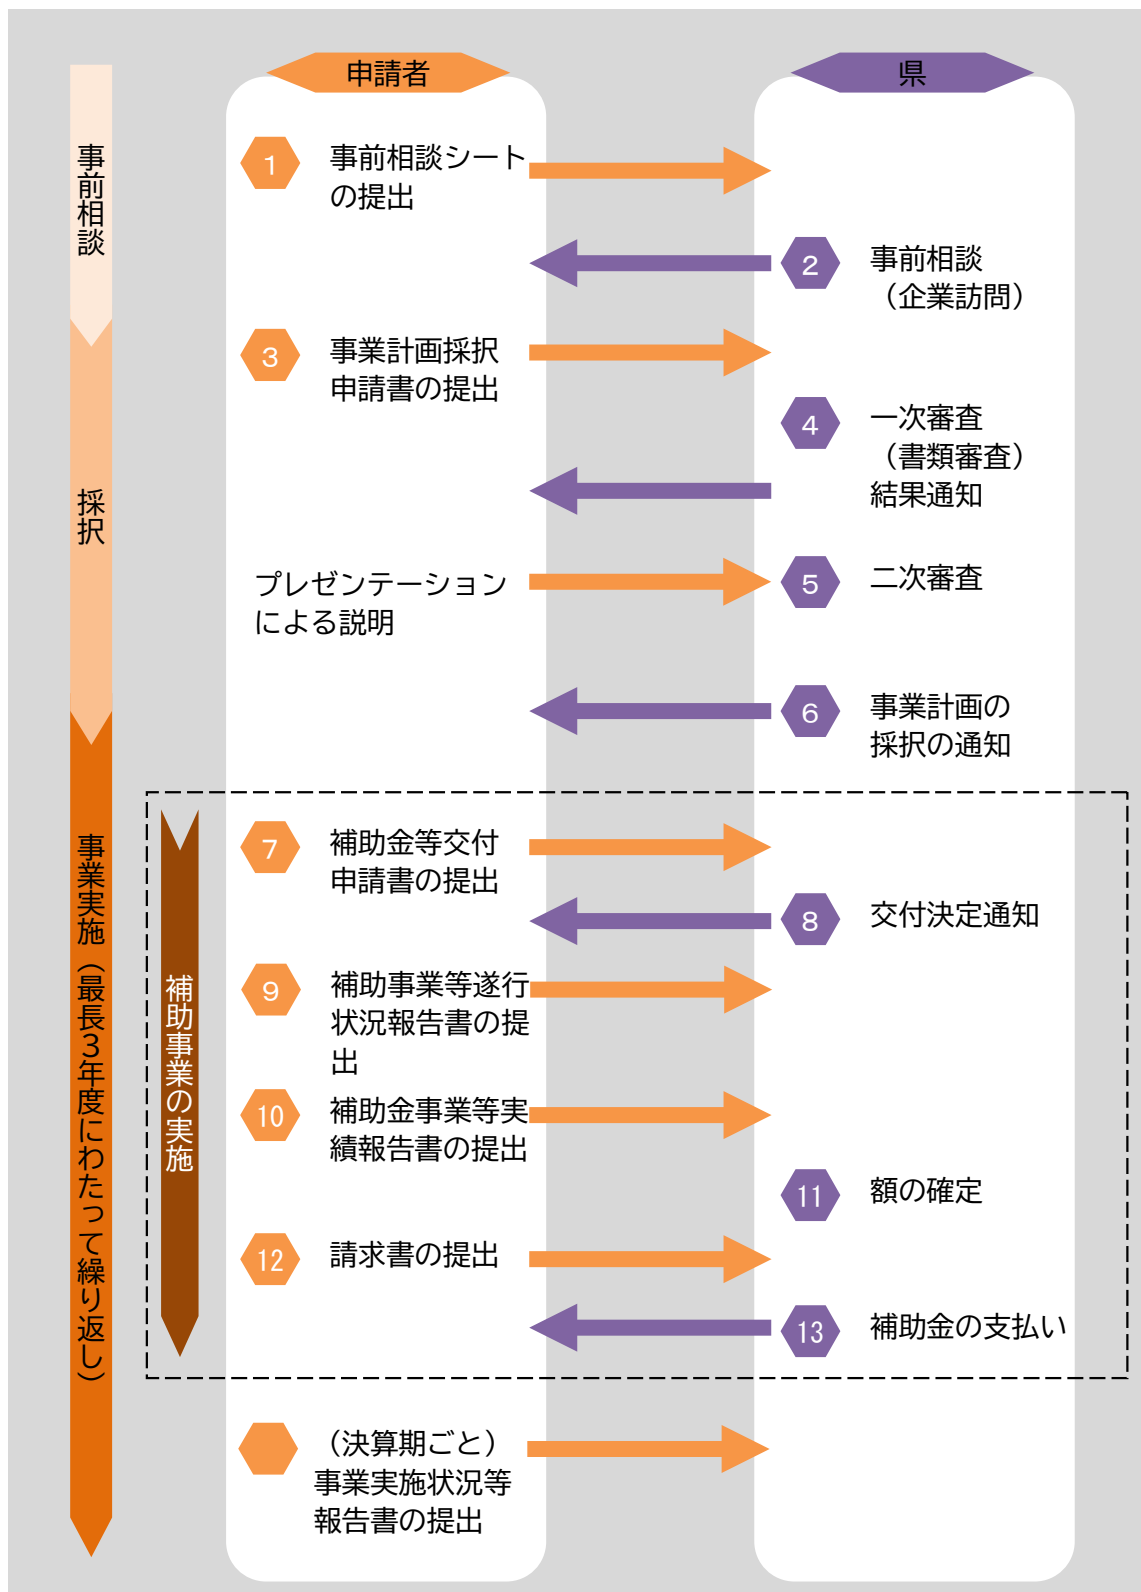 申請者
県
事前相談
1
事前相談シート
の提出
2
事前相談
（企業訪問）
採択
3
事業計画採択
申請書の提出
4
一次審査
（書類審査）
結果通知
プレゼンテーション
による説明
5
二次審査
6
事業計画の
採択の通知
事業実施（最長３年度にわたって繰り返し）
補助事業の実施
7
補助金等交付
申請書の提出
8
交付決定通知
9
補助事業等遂行
状況報告書の提
出
10
補助金事業等実
績報告書の提出
11
額の確定
12
請求書の提出
13
補助金の支払い
（決算期ごと）
事業実施状況等
報告書の提出